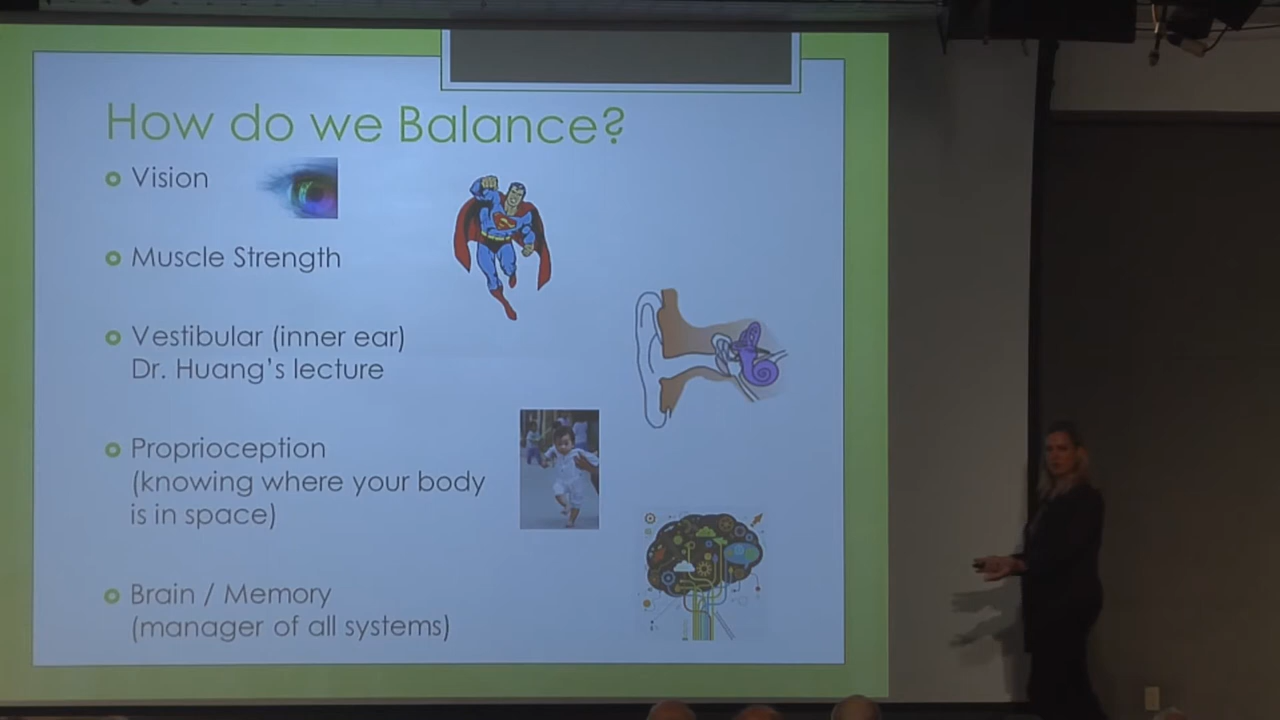 How do we Balance?
Vision
Muscle Strength
Vestibular (inner ear)
Dr. Huang's lecture
Proprioception
(knowing where your body
is in space)
Brain / Memory
(manager of all systems)